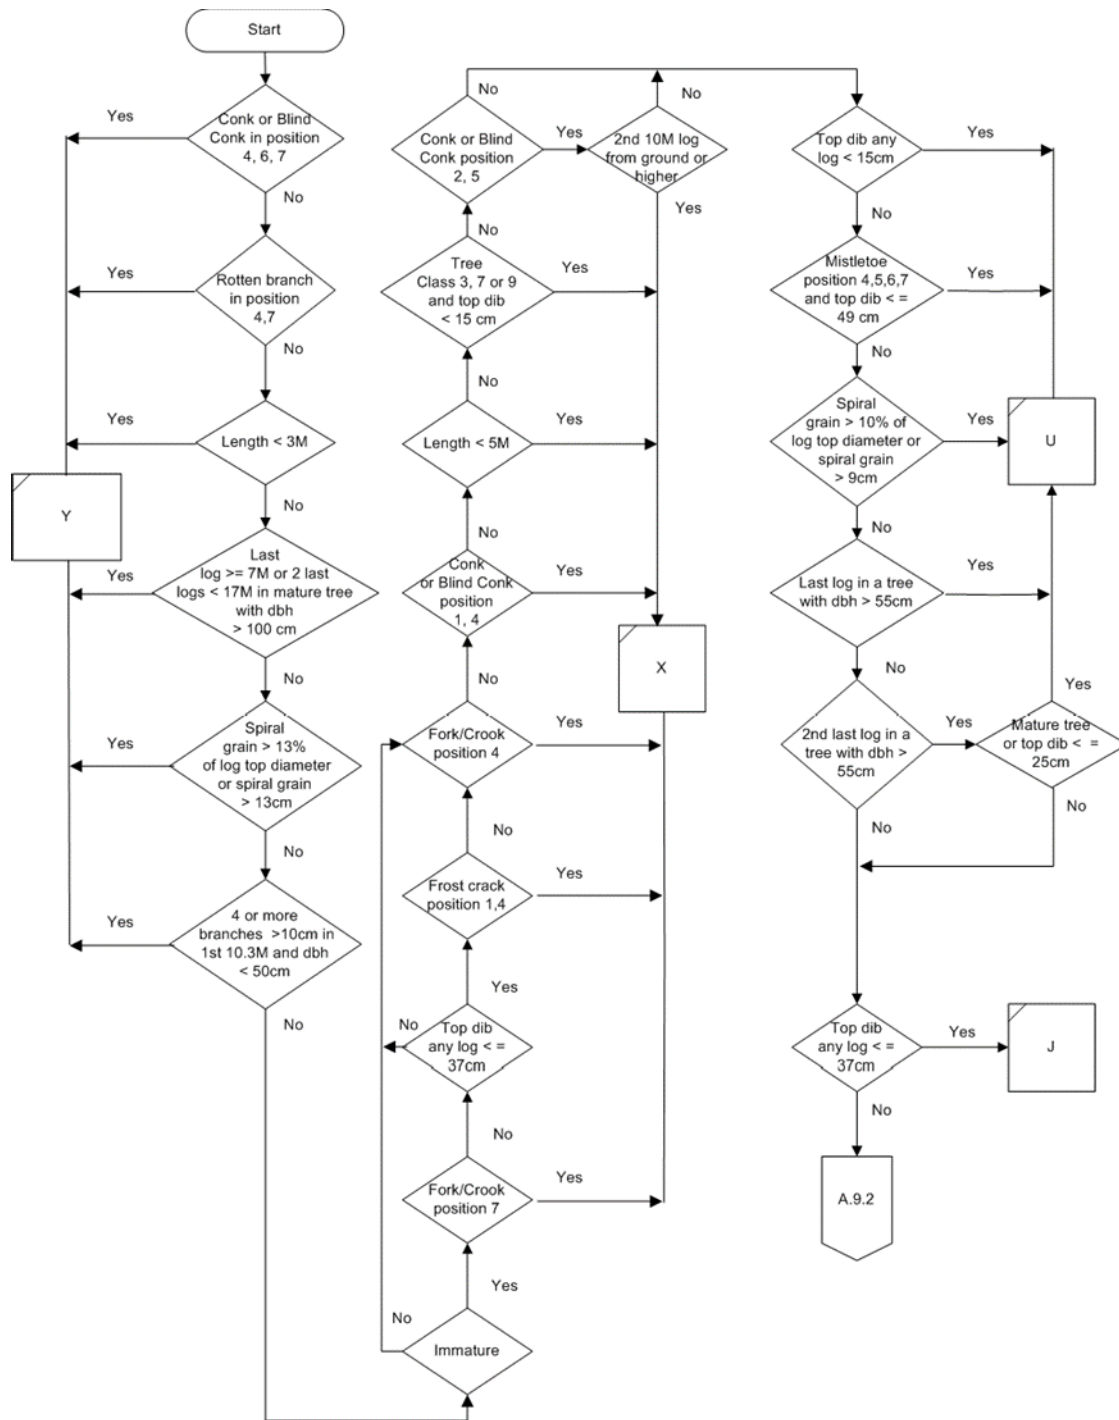 Start
Yes
Conk or Blind
Conk in position
4, 6, 7
No
Yes
Rotten branch
in position
4,7
No
Yes
Length < 3M
No
Y
Yes
Last
log >= 7M or 2 last
logs < 17M in mature tree
with dbh
> 100 cm
No
Yes
Spiral
grain > 13%
of log top diameter
or spiral grain
> 13cm
No
Yes
4 or more
branches >10cm in
1st 10.3M and dbh
< 50cm
No
No
Conk or Blind
Conk position
2, 5
Yes
No
2nd 10M log
from ground or
higher
Yes
No
Tree
Class 3, 7 or 9
and top dib
< 15 cm
Yes
No
Length < 5M
Yes
No
Conk
or Blind Conk
position
1, 4
Yes
X
No
Fork/Crook
position 4
Yes
No
Frost crack
position 1,4
Yes
Yes
No
Top dib
any log < =
37cm
No
Fork/Crook
position 7
Yes
Yes
No
Immature
Top dib any
log < 15cm
Yes
No
Mistletoe
position 4,5,6,7
and top dib < =
49 cm
Yes
No
Spiral
grain > 10% of
log top diameter or
spiral grain
> 9cm
Yes
U
No
Last log in a tree
with dbh > 55cm
Yes
No
2nd last log in a
tree with dbh >
55cm
Yes
Yes
Mature tree
or top dib < =
25cm
No
No
Top dib
any log < =
37cm
Yes
J
No
A.9.2